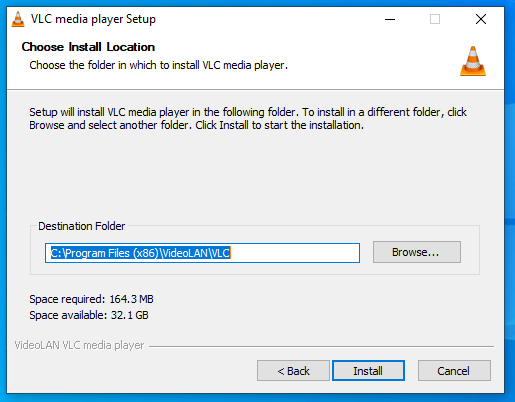 VLC media player Setup
Choose Install Location
Choose the folder in which to install VLC media player.
Setup will install VLC media player in the following folder. To install in a different folder, click
Browse and select another folder. Click Install to start the installation.
Destination Folder
C:\Program Files (x86)\VideoLAN\VLC
Browse...
Space required: 164.3 MB
Space available: 32.1 GB
VideoLAN VLC media player
< Back
Install
Cancel